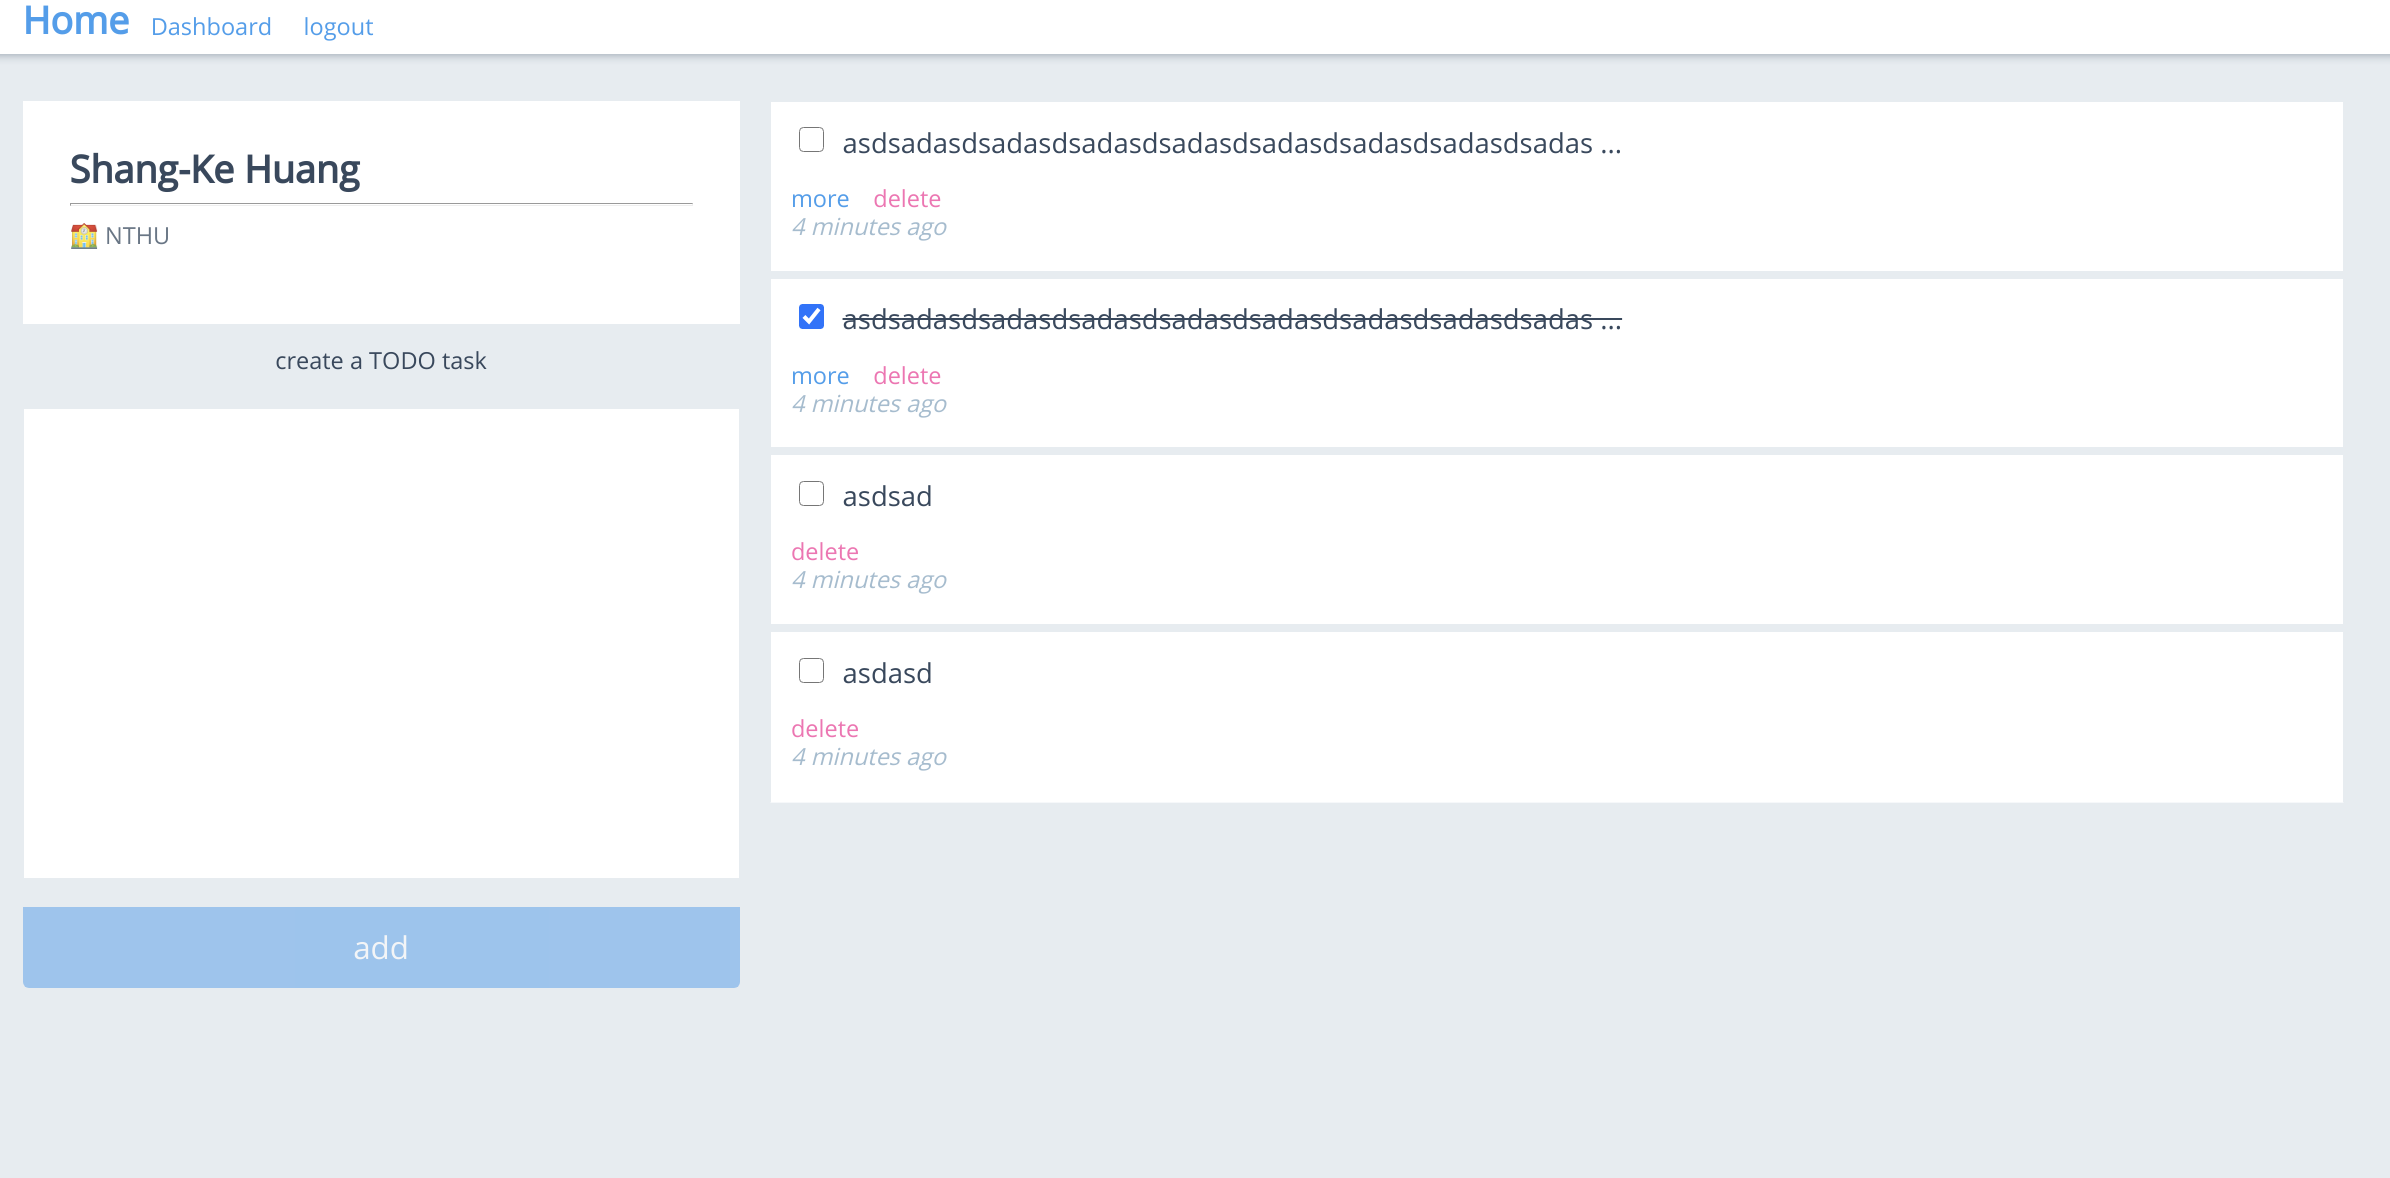 Home Dashboard logout
Shang-Ke Huang
NTHU
create a TODO task
add
asdsadasdsadasdsadasdsadasdsadasdsadasdsadasdsadas ...
more delete
4 minutes ago
asdsadasdsadasdsadasdsadasdsadasdsadasdsadasdsadas ...
more delete
4 minutes ago
asdsad
delete
4 minutes ago
asdasd
delete
4 minutes ago